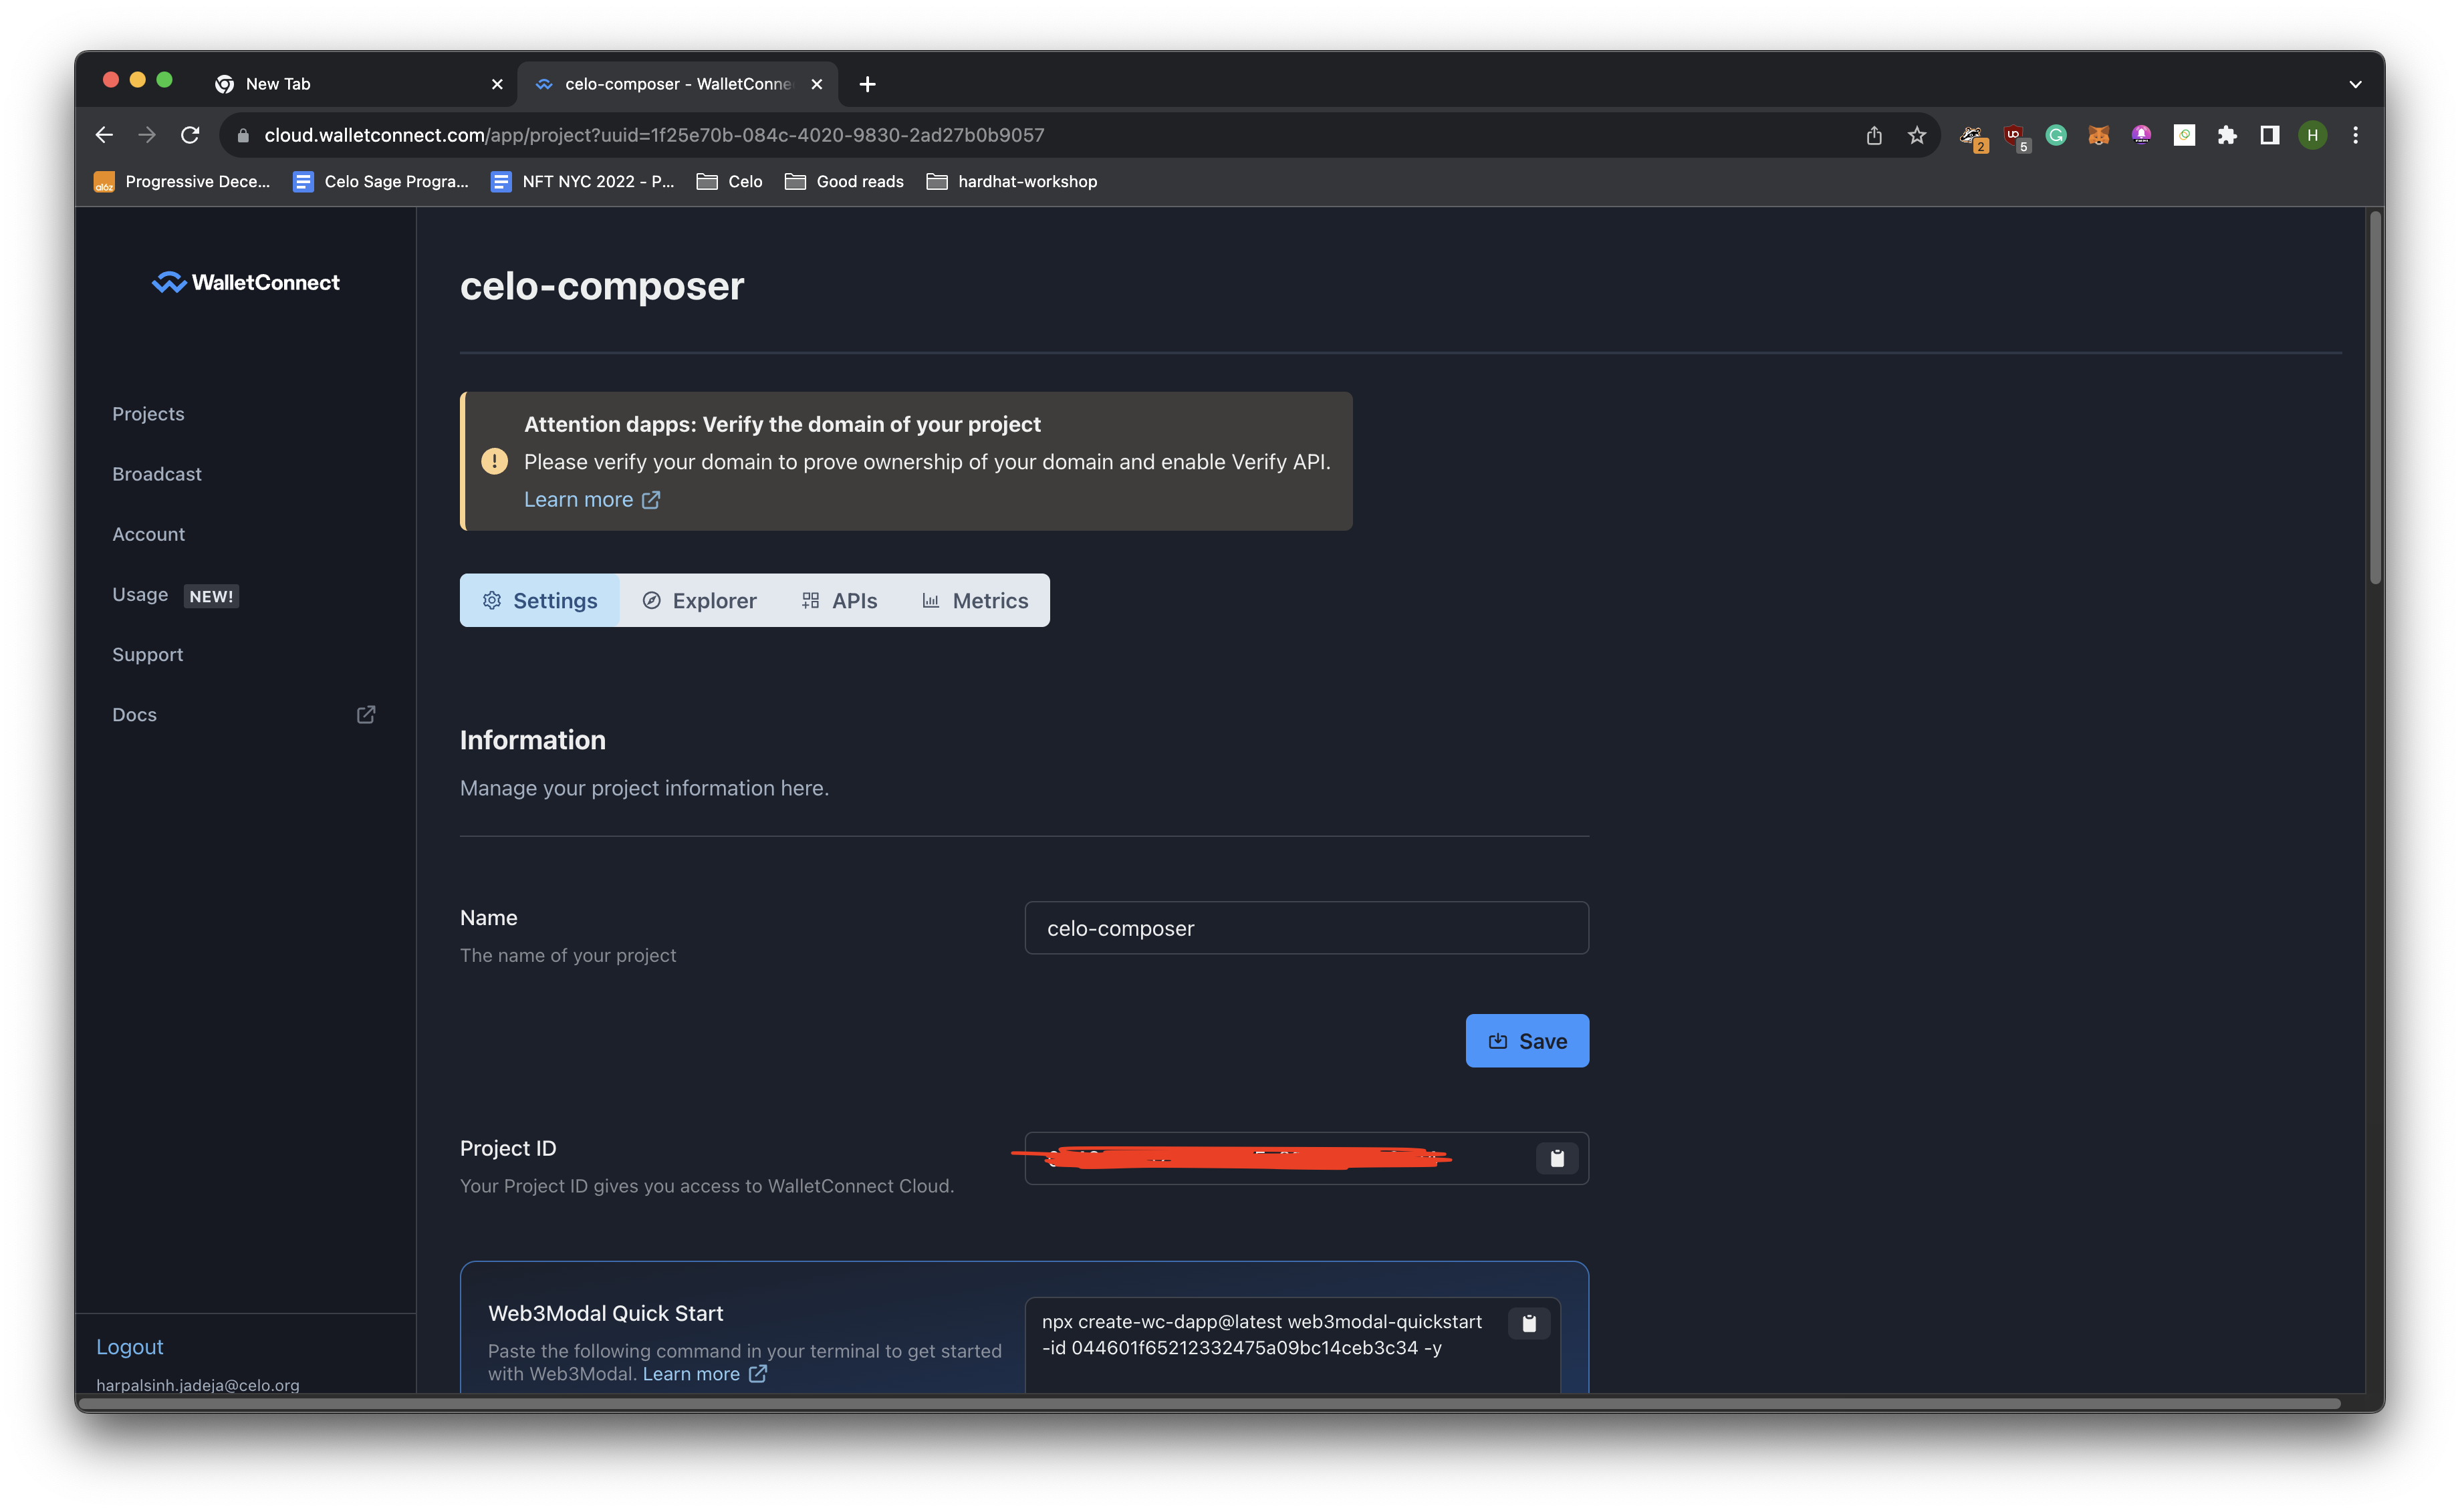 New Tab
celo-composer - WalletConne
cloud.walletconnect.com/app/project?uuid=1f25e70b-084c-4020-9830-2ad27b0b9057
2
UD
5
H
Progressive Dece...
Celo Sage Progra...
NFT NYC 2022 - P...
Celo
Good reads
hardhat-workshop
WalletConnect
Projects
Broadcast
Account
Usage NEW!
Support
Docs
Logout
harpalsinh.jadeja@celo.org
celo-composer
Attention dapps: Verify the domain of your project
Please verify your domain to prove ownership of your domain and enable Verify API.
Learn more
Settings Explorer APIs Metrics
Information
Manage your project information here.
Name
The name of your project
celo-composer
Save
Project ID
Your Project ID gives you access to WalletConnect Cloud.
Web3Modal Quick Start
Paste the following command in your terminal to get started
with Web3Modal. Learn more
npx create-wc-dapp@latest web3modal-quickstart
-id 044601f65212332475a09bc14ceb3c34 -y